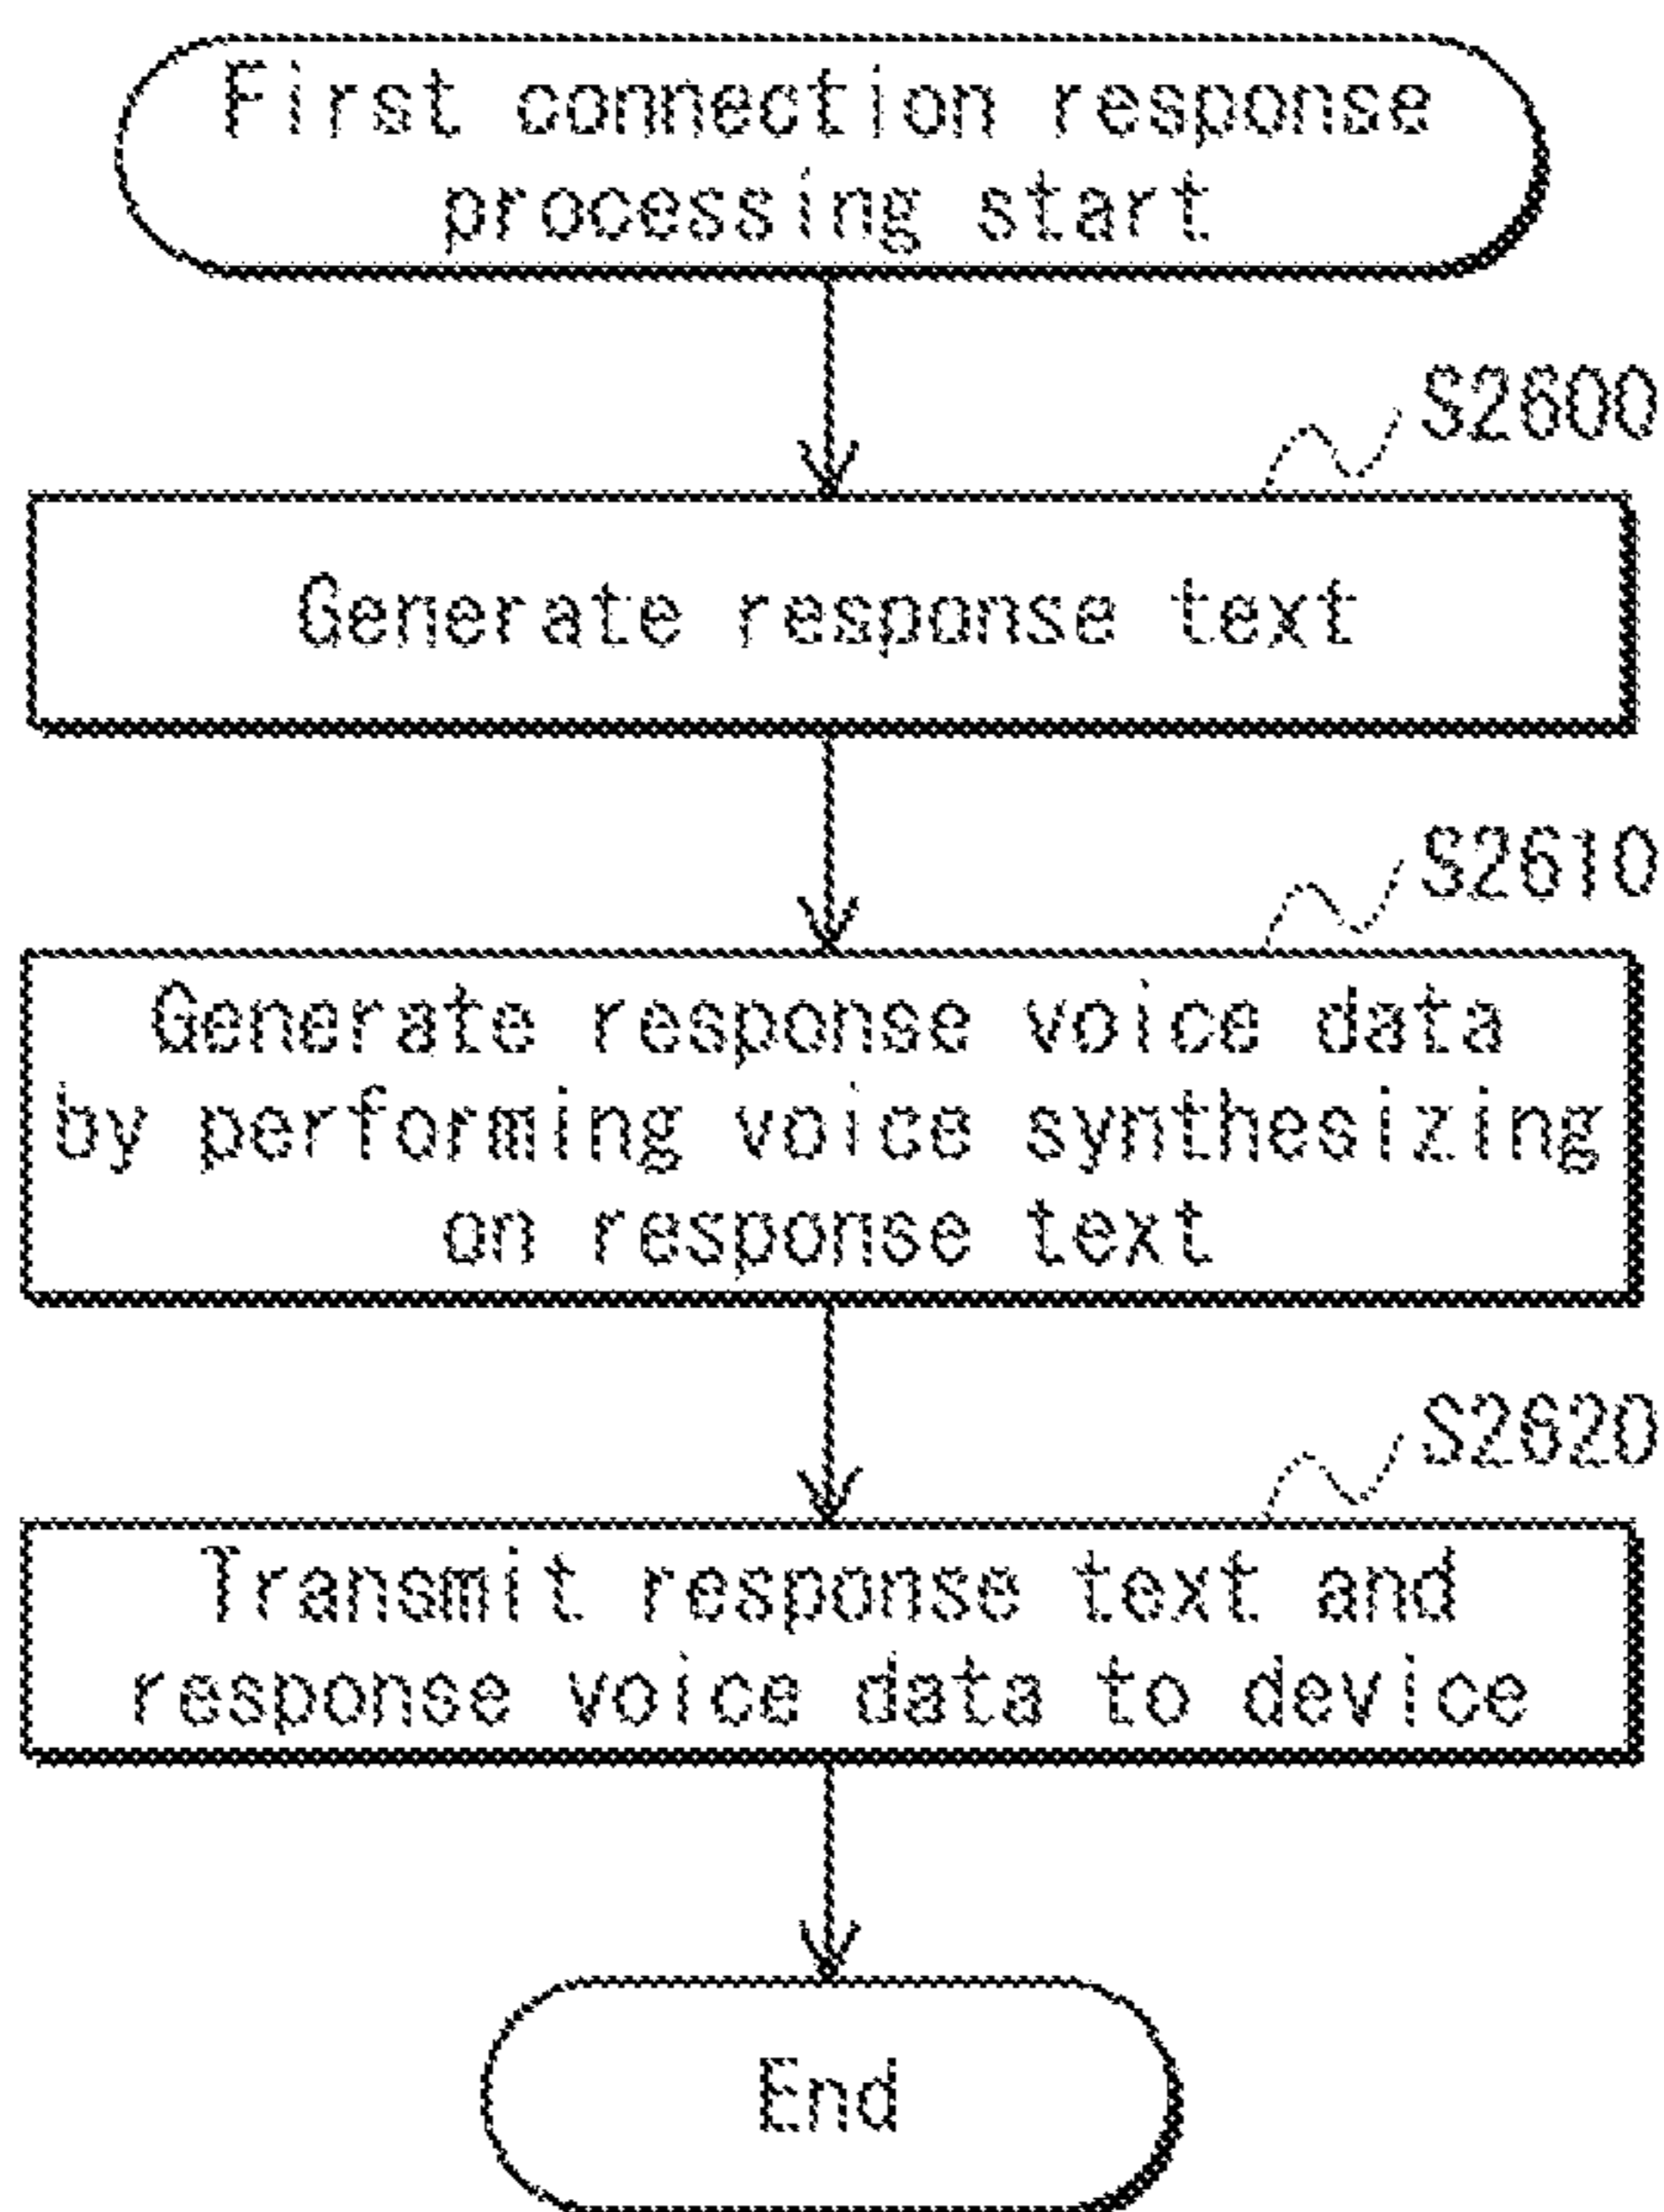 First connection response
processing start
S2600
Generate response text
S2610
Generate response voice data
by performing voice synthesizing
on response text
S2620
Transmit response text and
response voice data to device
End